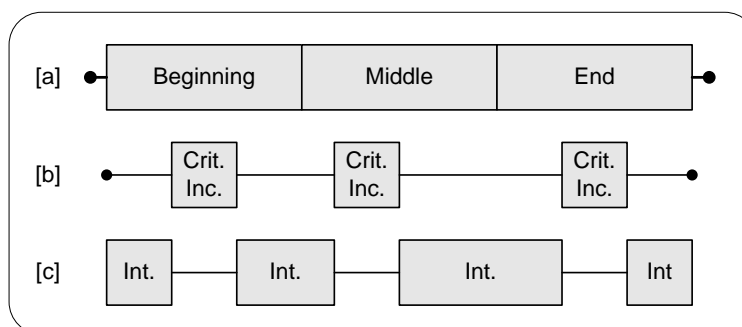 [a] Beginning Middle End
[b] Crit. Inc. Crit. Inc. Crit. Inc.
[c] Int. Int. Int. Int